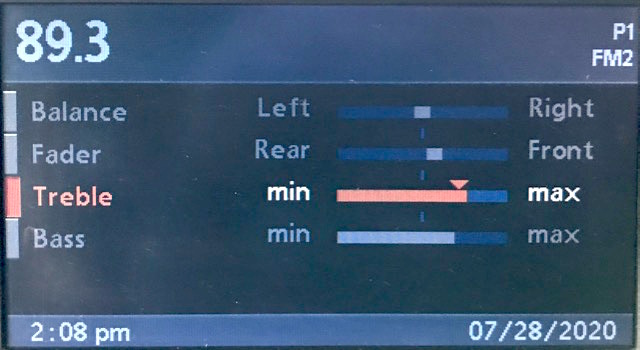 89.3 P1
FM2
Balance Left Right
Fader Rear Front
Treble min max
Bass min max
2:08 pm 07/28/2020